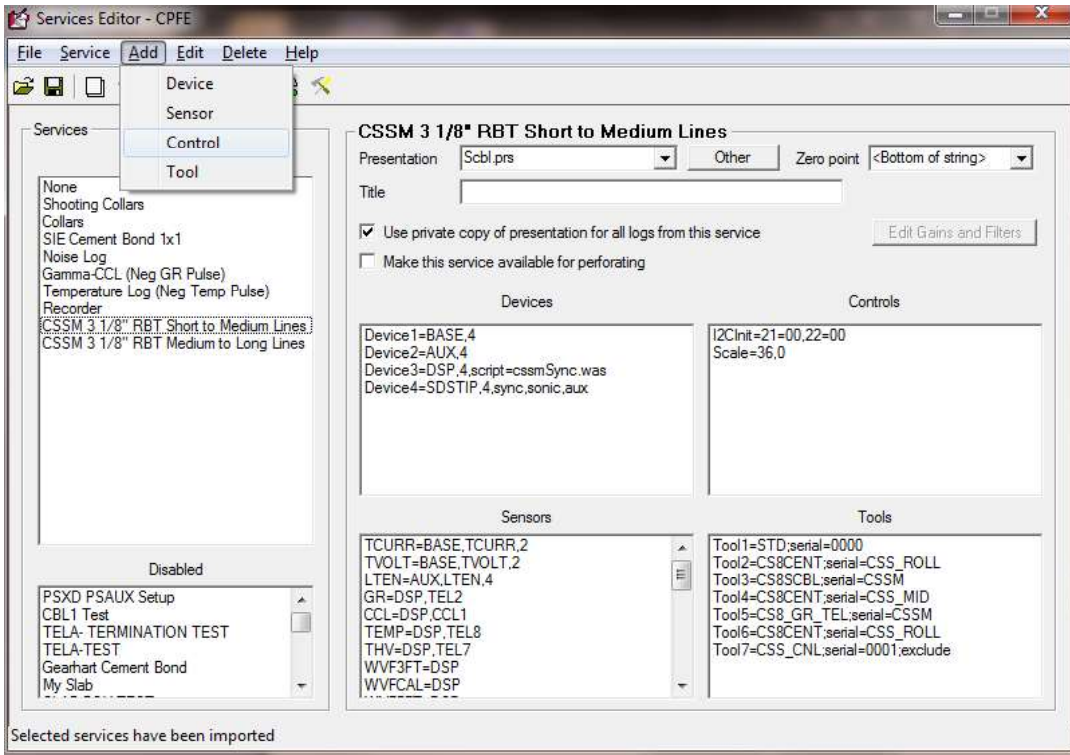 Services Editor - CPFE
File Service Add Edit Delete Help
Device
Sensor
Control
Tool
Services
None
Shooting Collars
Collars
SIE Cement Bond 1x1
Noise Log
Gamma-CCL (Neg GR Pulse)
Temperature Log (Neg Temp Pulse)
Recorder
CSSM 3 1/8" RBT Short to Medium Lines
CSSM 3 1/8" RBT Medium to Long Lines
Disabled
PSXD PSAUX Setup
CBL1 Test
TELA- TERMINATION TEST
TELA-TEST
Gearhart Cement Bond
My Slab
CSSM 3 1/8" RBT Short to Medium Lines
Presentation Scbl.prs Other Zero point <Bottom of string>
Title
Use private copy of presentation for all logs from this service Edit Gains and Filters
Make this service available for perforating
Devices
Device1=BASE,4
Device2=AUX,4
Device3=DSP,4,script=cssmSync.was
Device4=SDSTIP,4,sync,sonic,aux
Controls
I2CInit=21=00,22=00
Scale=36,0
Sensors
TCURR=BASE,TCURR,2
TVOLT=BASE,TVOLT,2
LTEN=AUX,LTEN,4
GR=DSP,TEL2
CCL=DSP,CCL1
TEMP=DSP,TEL8
THV=DSP,TEL7
WVF3FT=DSP
WVFCAL=DSP
Tools
Tool1=STD;serial=0000
Tool2=CS8CENT;serial=CSS_ROLL
Tool3=CS8SCBL;serial=CSSM
Tool4=CS8CENT;serial=CSS_MID
Tool5=CS8_GR_TEL;serial=CSSM
Tool6=CS8CENT;serial=CSS_ROLL
Tool7=CSS_CNL;serial=0001;exclude
Selected services have been imported